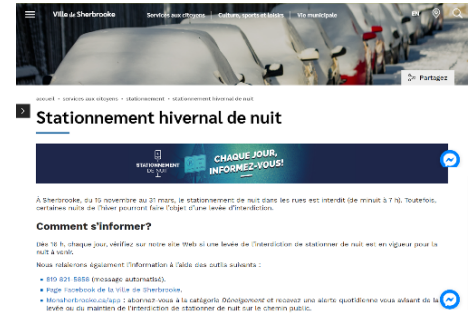 Ville de Sherbrooke
Services aux citoyens Culture, sports et loisirs Vie municipale
EN
Partagez
accueil - services aux citoyens - stationnement - stationnement hivernal de nuit
Stationnement hivernal de nuit
STATIONNEMENT
DE NUIT
CHAQUE JOUR,
INFORMEZ-VOUS!
À Sherbrooke, du 15 novembre au 31 mars, le stationnement de nuit dans les rues est interdit (de minuit à 7 h). Toutefois,
certaines nuits de l'hiver pourront faire l'objet d'une levée d'interdiction.
Comment s'informer?
Dès 16 h, chaque jour, vérifiez sur notre site Web si une levée de l'interdiction de stationner de nuit est en vigueur pour la
nuit à venir.
Nous relaierons également l'information à l'aide des outils suivants :
• 819 821-5858 (message automatisé).
• Page Facebook de la Ville de Sherbrooke.
• Monsherbrooke.ca/app : abonnez-vous à la catégorie Déneigement et recevez une alerte quotidienne vous avisant de la
levée ou du maintien de l'interdiction de stationner de nuit sur le chemin public.